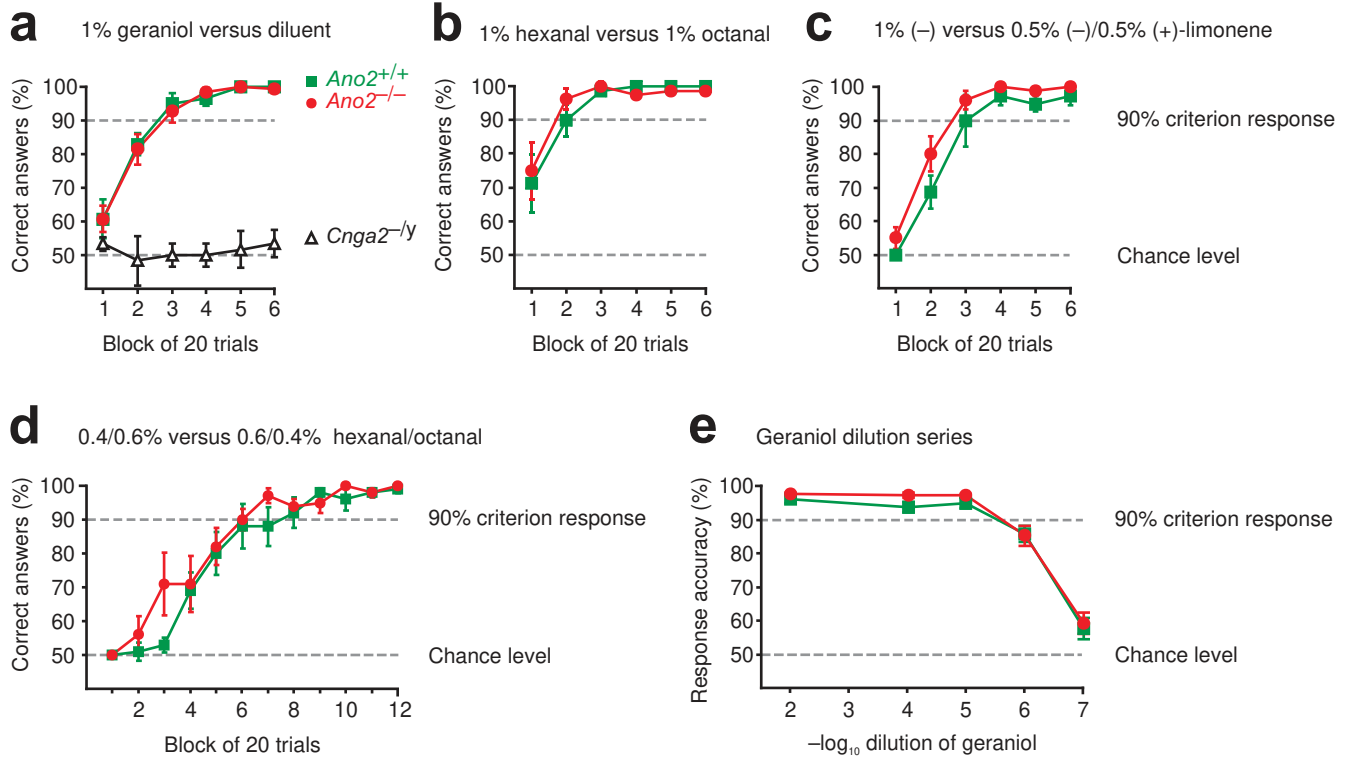 a
1% geraniol versus diluent
Correct answers (%)
100
90
80
70
60
50
1 2 3 4 5 6
Block of 20 trials
Ano2+/+
Ano2–/–
Cnga2–/y
b
1% hexanal versus 1% octanal
Correct answers (%)
100
90
80
70
60
50
1 2 3 4 5 6
Block of 20 trials
c
1% (–) versus 0.5% (–)/0.5% (+)-limonene
Correct answers (%)
100
90
80
70
60
50
1 2 3 4 5 6
Block of 20 trials
90% criterion response
Chance level
d
0.4/0.6% versus 0.6/0.4% hexanal/octanal
Correct answers (%)
100
90
80
70
60
50
2 4 6 8 10 12
Block of 20 trials
90% criterion response
Chance level
e
Geraniol dilution series
Response accuracy (%)
100
90
80
70
60
50
2 3 4 5 6 7
–log10 dilution of geraniol
90% criterion response
Chance level